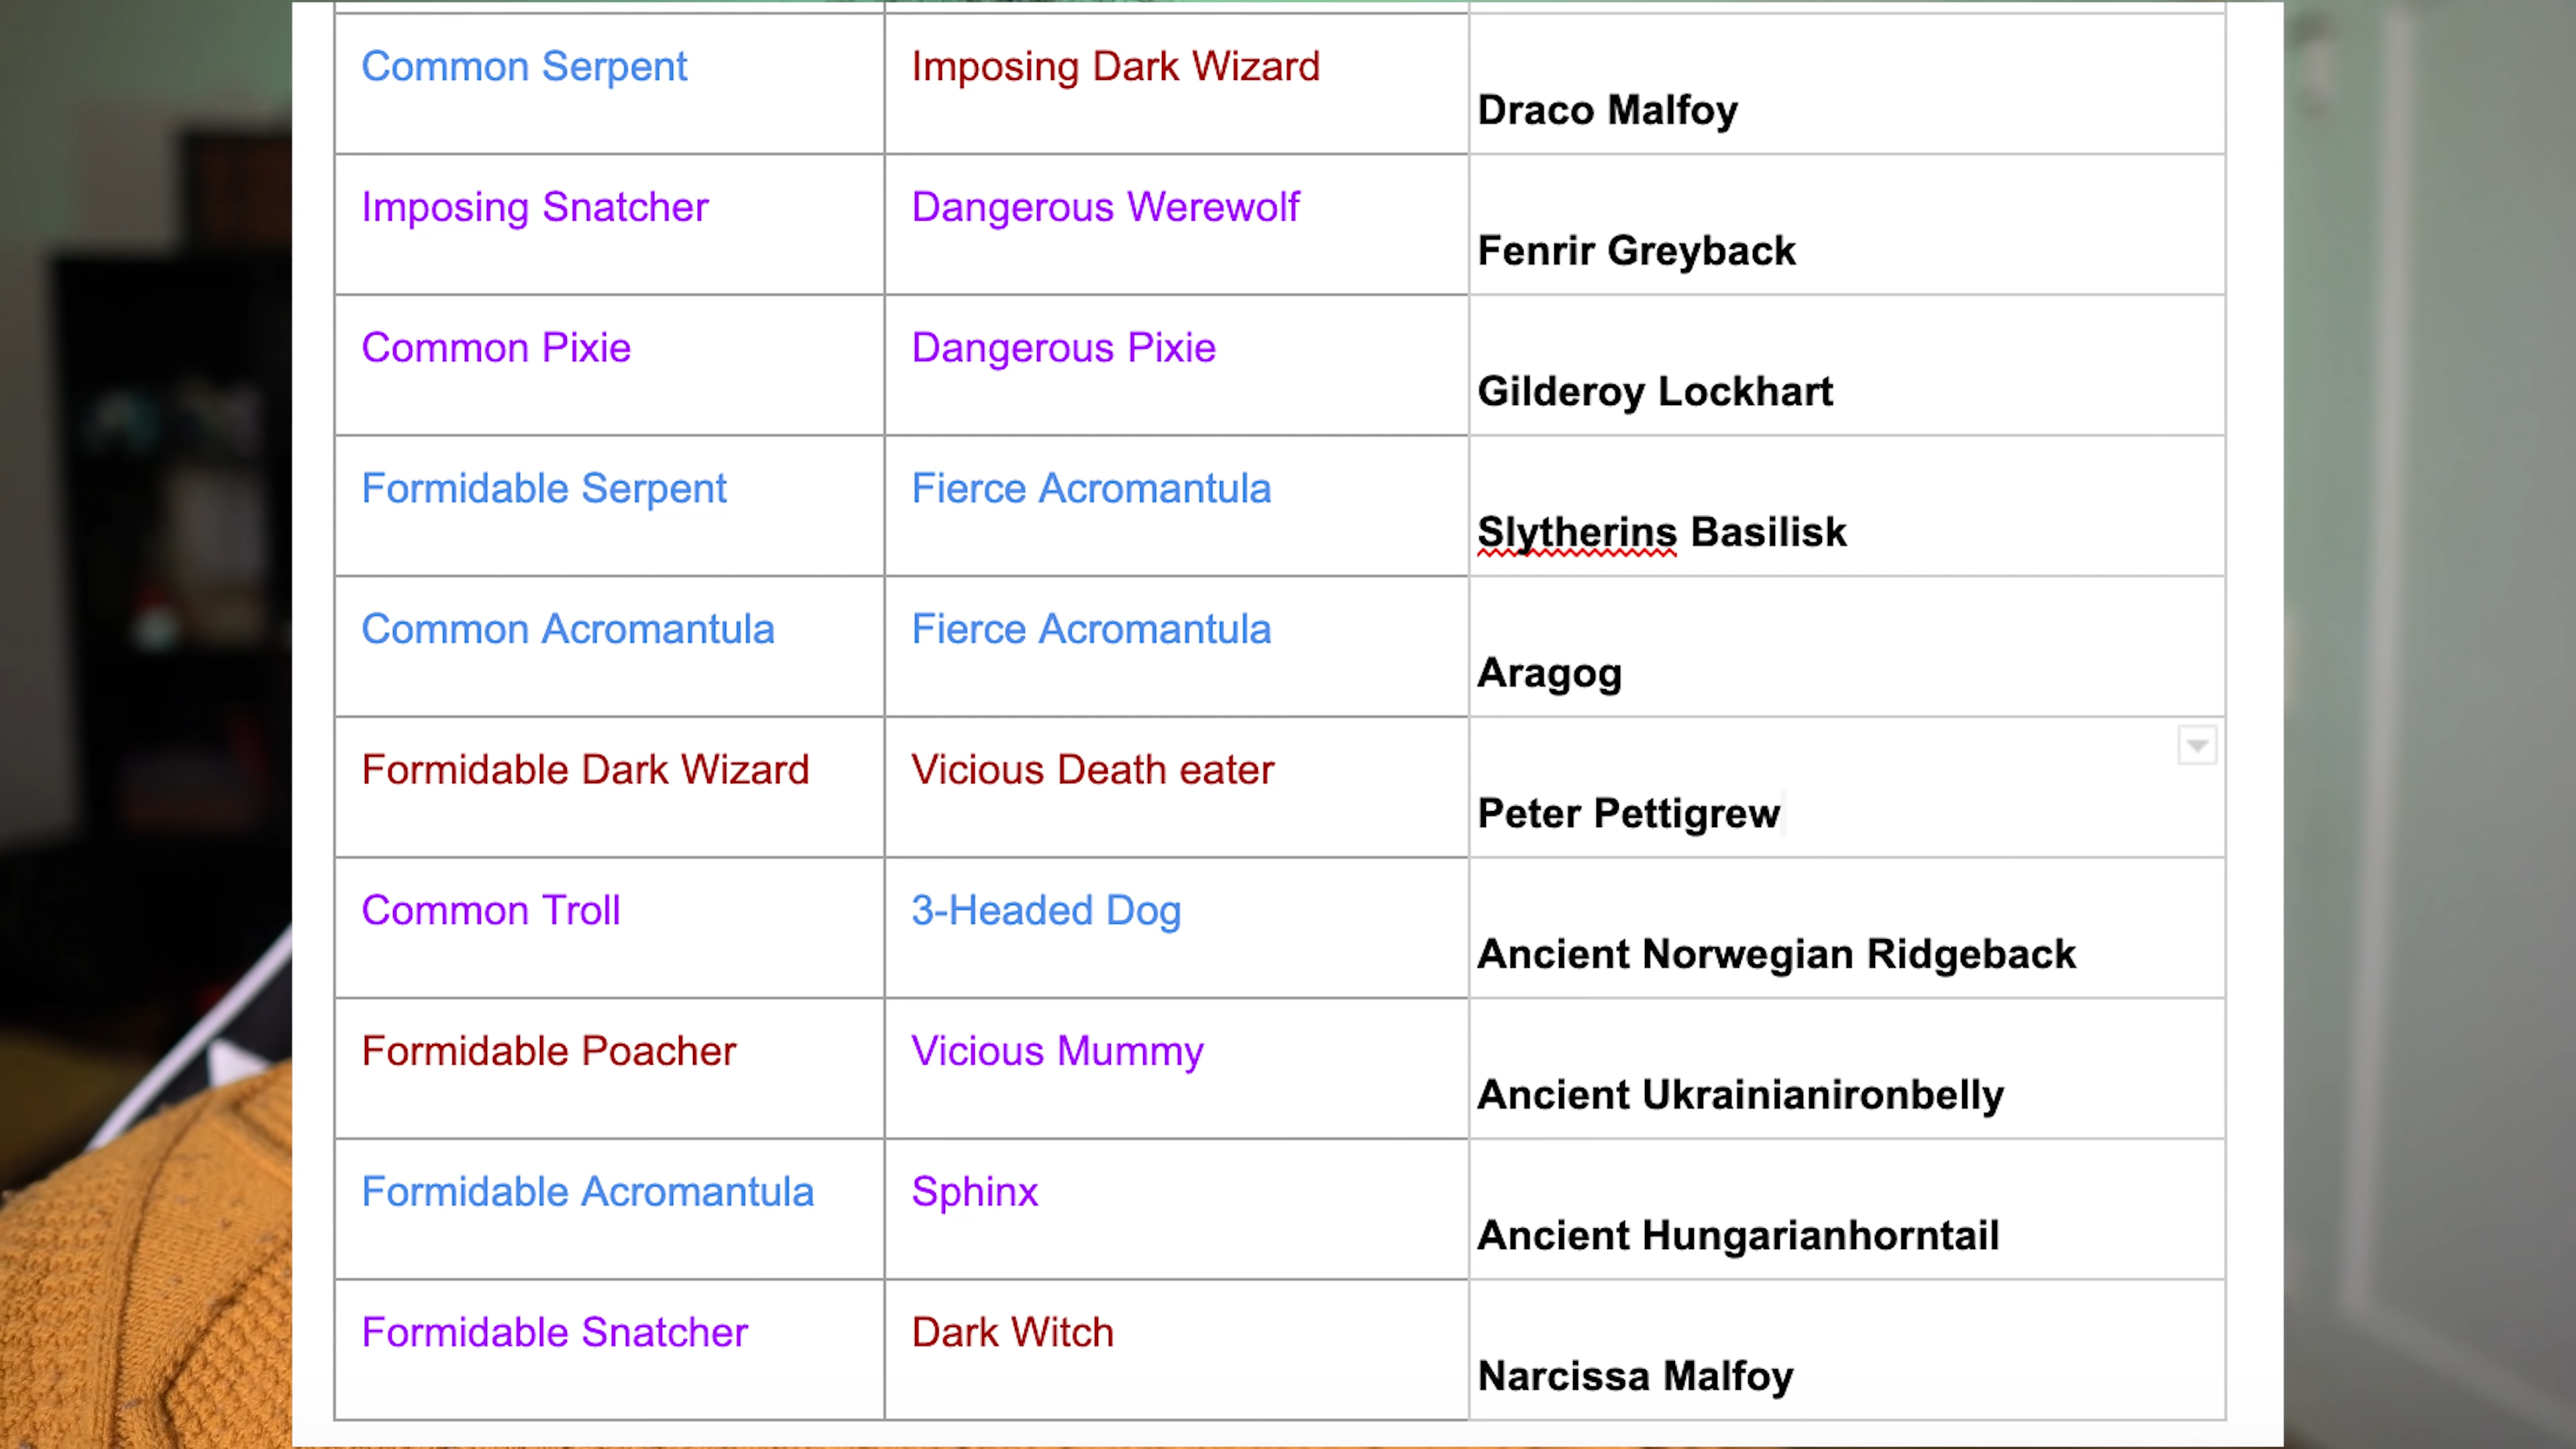 Common Serpent Imposing Dark Wizard Draco Malfoy
Imposing Snatcher Dangerous Werewolf Fenrir Greyback
Common Pixie Dangerous Pixie Gilderoy Lockhart
Formidable Serpent Fierce Acromantula Slytherins Basilisk
Common Acromantula Fierce Acromantula Aragog
Formidable Dark Wizard Vicious Death eater Peter Pettigrew
Common Troll 3-Headed Dog Ancient Norwegian Ridgeback
Formidable Poacher Vicious Mummy Ancient Ukrainianironbelly
Formidable Acromantula Sphinx Ancient Hungarianhorntail
Formidable Snatcher Dark Witch Narcissa Malfoy